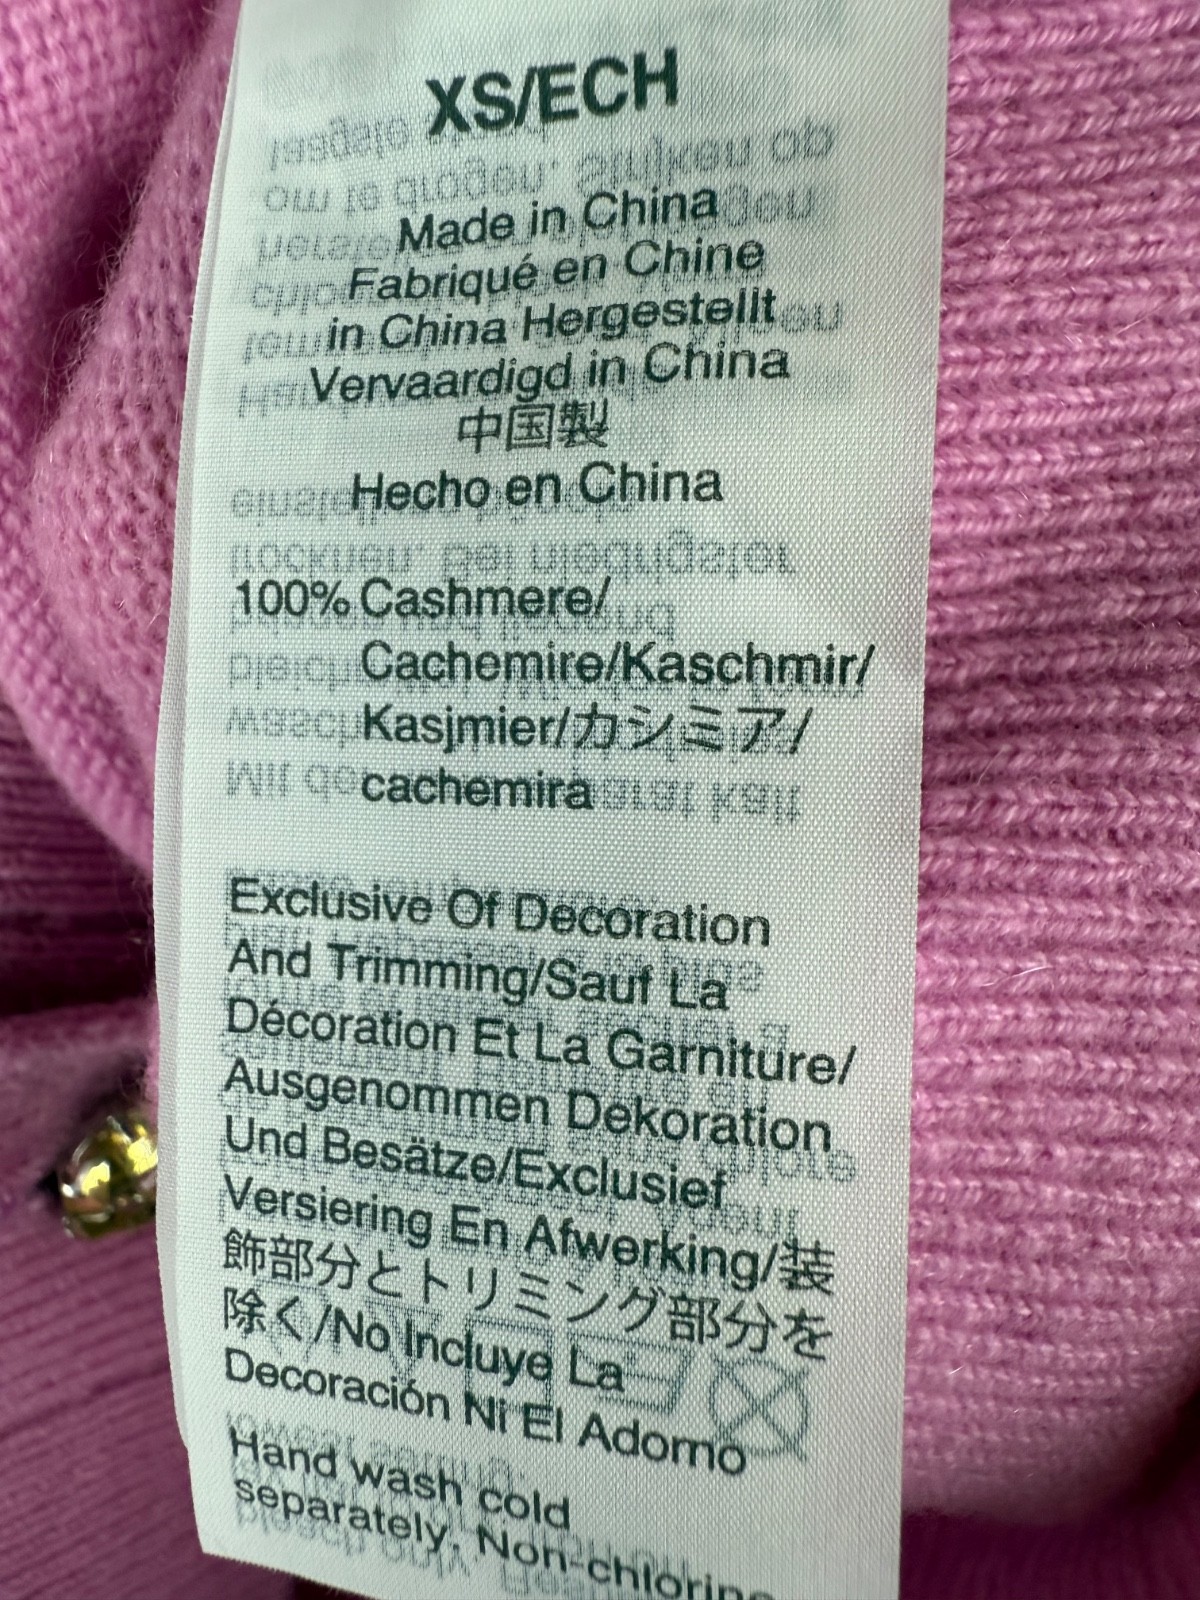 XS/ECH
Made in China
Fabriqué en Chine
in China Hergestellt
Vervaardigd in China
中国製
Hecho en China
100% Cashmere/
Cachemire/Kaschmir/
Kasjmier/カシミア/
cachemira
Exclusive Of Decoration
And Trimming/Sauf La
Décoration Et La Garniture/
Ausgenommen Dekoration
Und Besätze/Exclusief
Versiering En Afwerking/装
飾部分とトリミング部分を
除く/No Incluye La
Decoración Ni El Adorno
Hand wash cold
separately. Non-chlorine